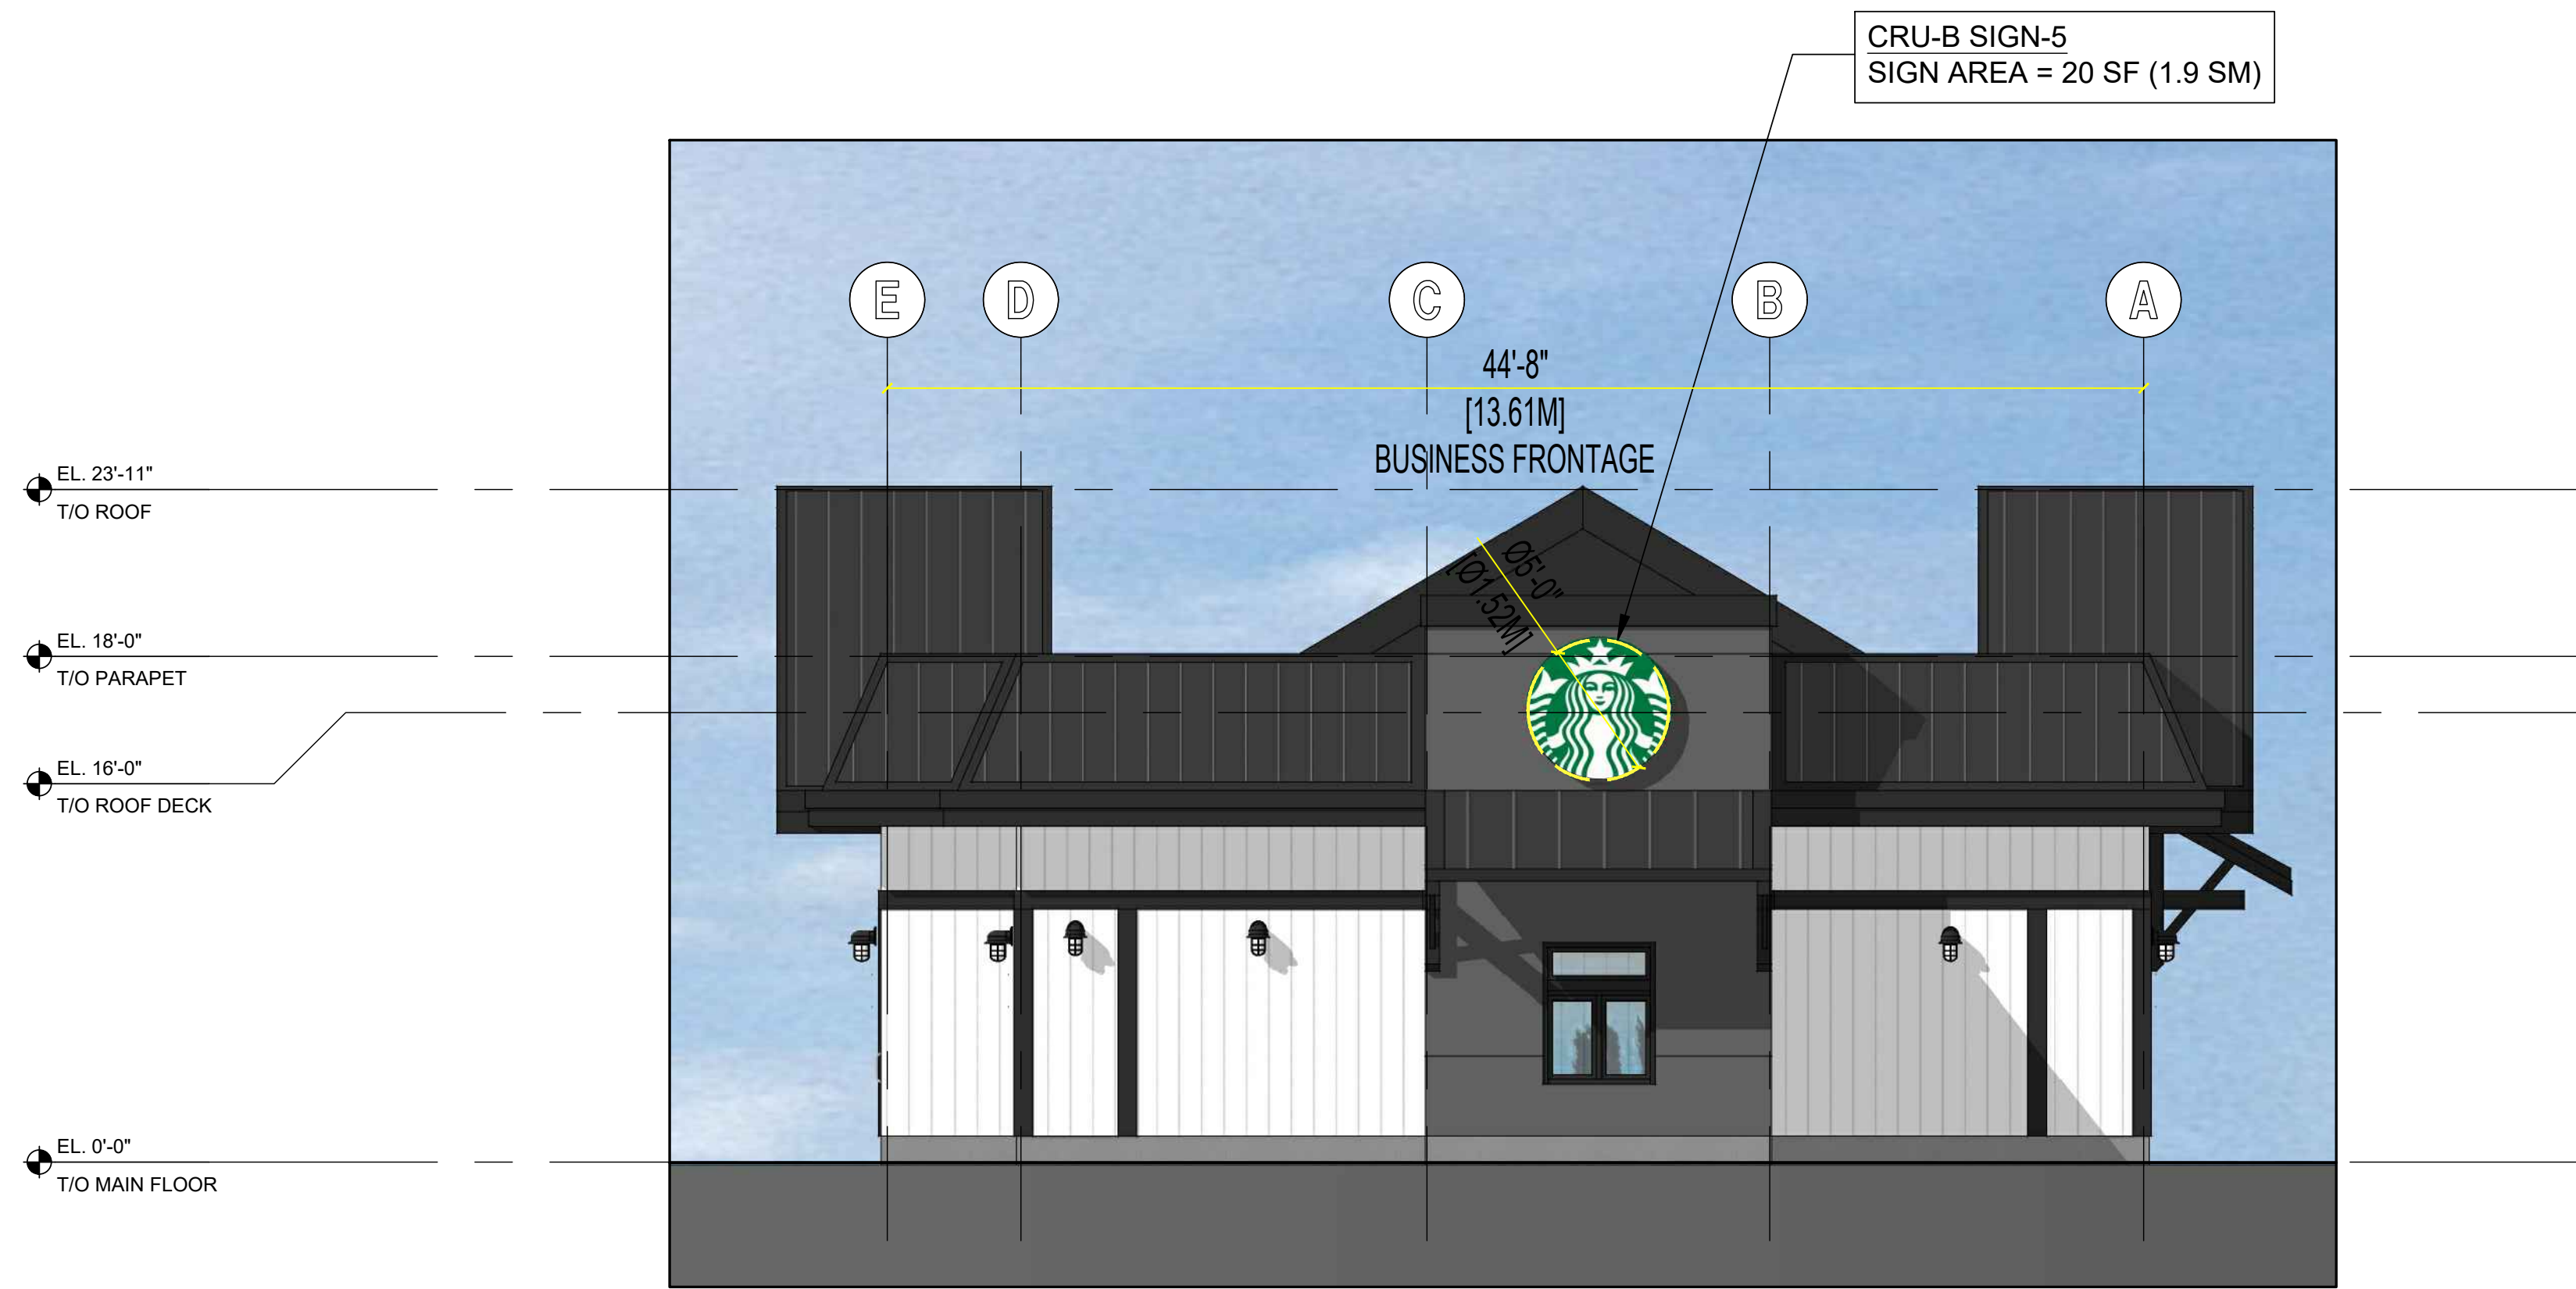 CRU-B SIGN-5
SIGN AREA = 20 SF (1.9 SM)
E D C B A
44'-8"
[13.61M]
BUSINESS FRONTAGE
EL. 23'-11"
T/O ROOF
Ø5'-0"
[Ø1.52M]
EL. 18'-0"
T/O PARAPET
EL. 16'-0"
T/O ROOF DECK
EL. 0'-0"
T/O MAIN FLOOR